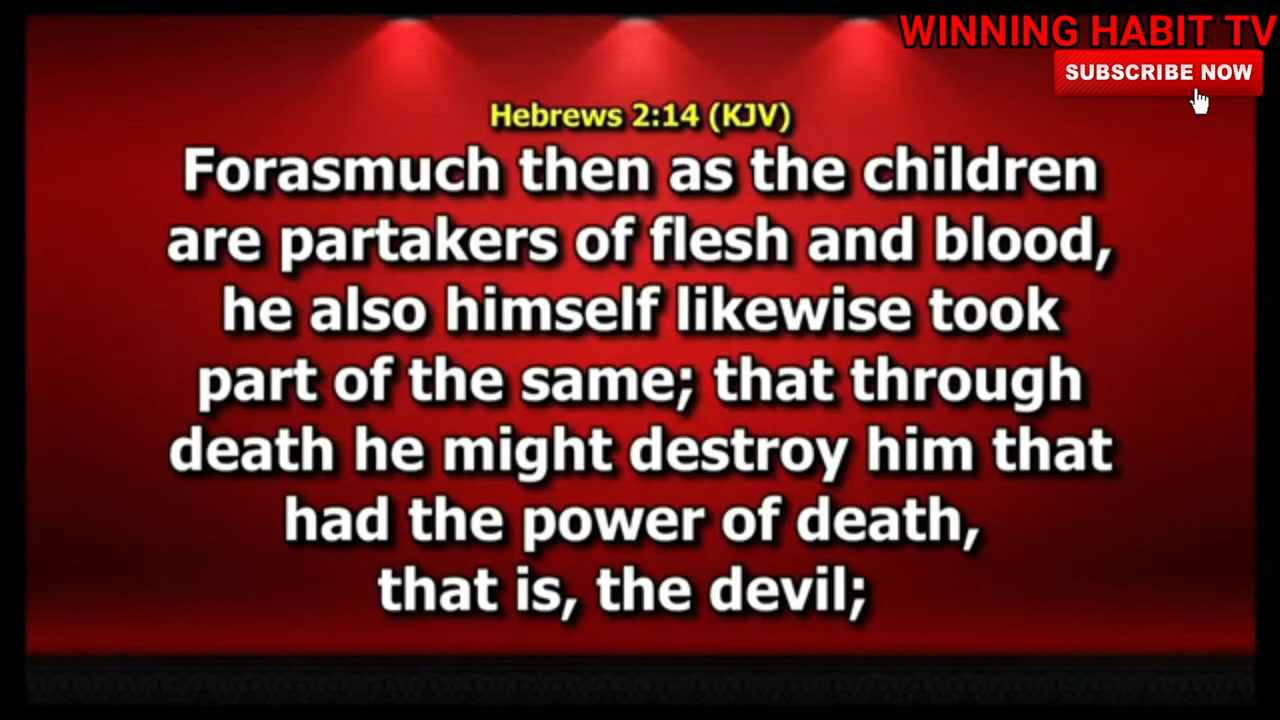 WINNING HABIT TV
SUBSCRIBE NOW
Hebrews 2:14 (KJV)
Forasmuch then as the children
are partakers of flesh and blood,
he also himself likewise took
part of the same; that through
death he might destroy him that
had the power of death,
that is, the devil;